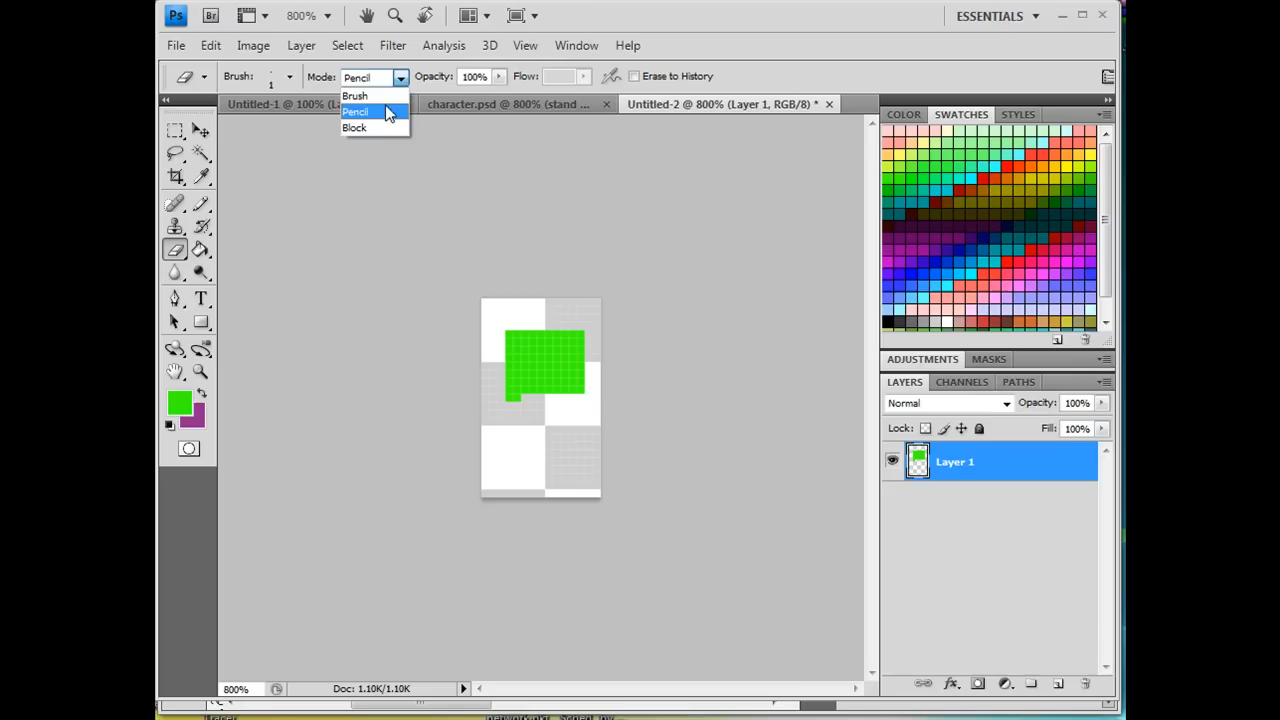 Ps Br 800% ESSENTIALS
File Edit Image Layer Select Filter Analysis 3D View Window Help
Brush: 1 Mode: Pencil Opacity: 100% Flow: Erase to History
Brush
Pencil
Block
Untitled-1 @ 100% (La character.psd @ 800% (stand ... × Untitled-2 @ 800% (Layer 1, RGB/8) * ×
COLOR SWATCHES STYLES
T
ADJUSTMENTS MASKS
LAYERS CHANNELS PATHS
Normal Opacity: 100%
Lock: Fill: 100%
Layer 1
fx
800% Doc: 1.10K/1.10K